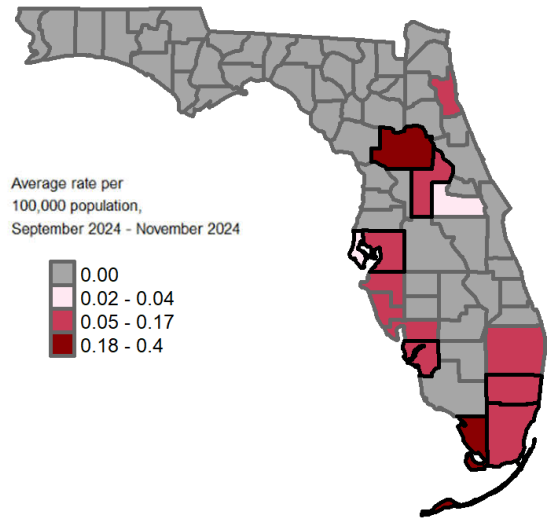 Average rate per
100,000 population,
September 2024 - November 2024
0.00
0.02 - 0.04
0.05 - 0.17
0.18 - 0.4